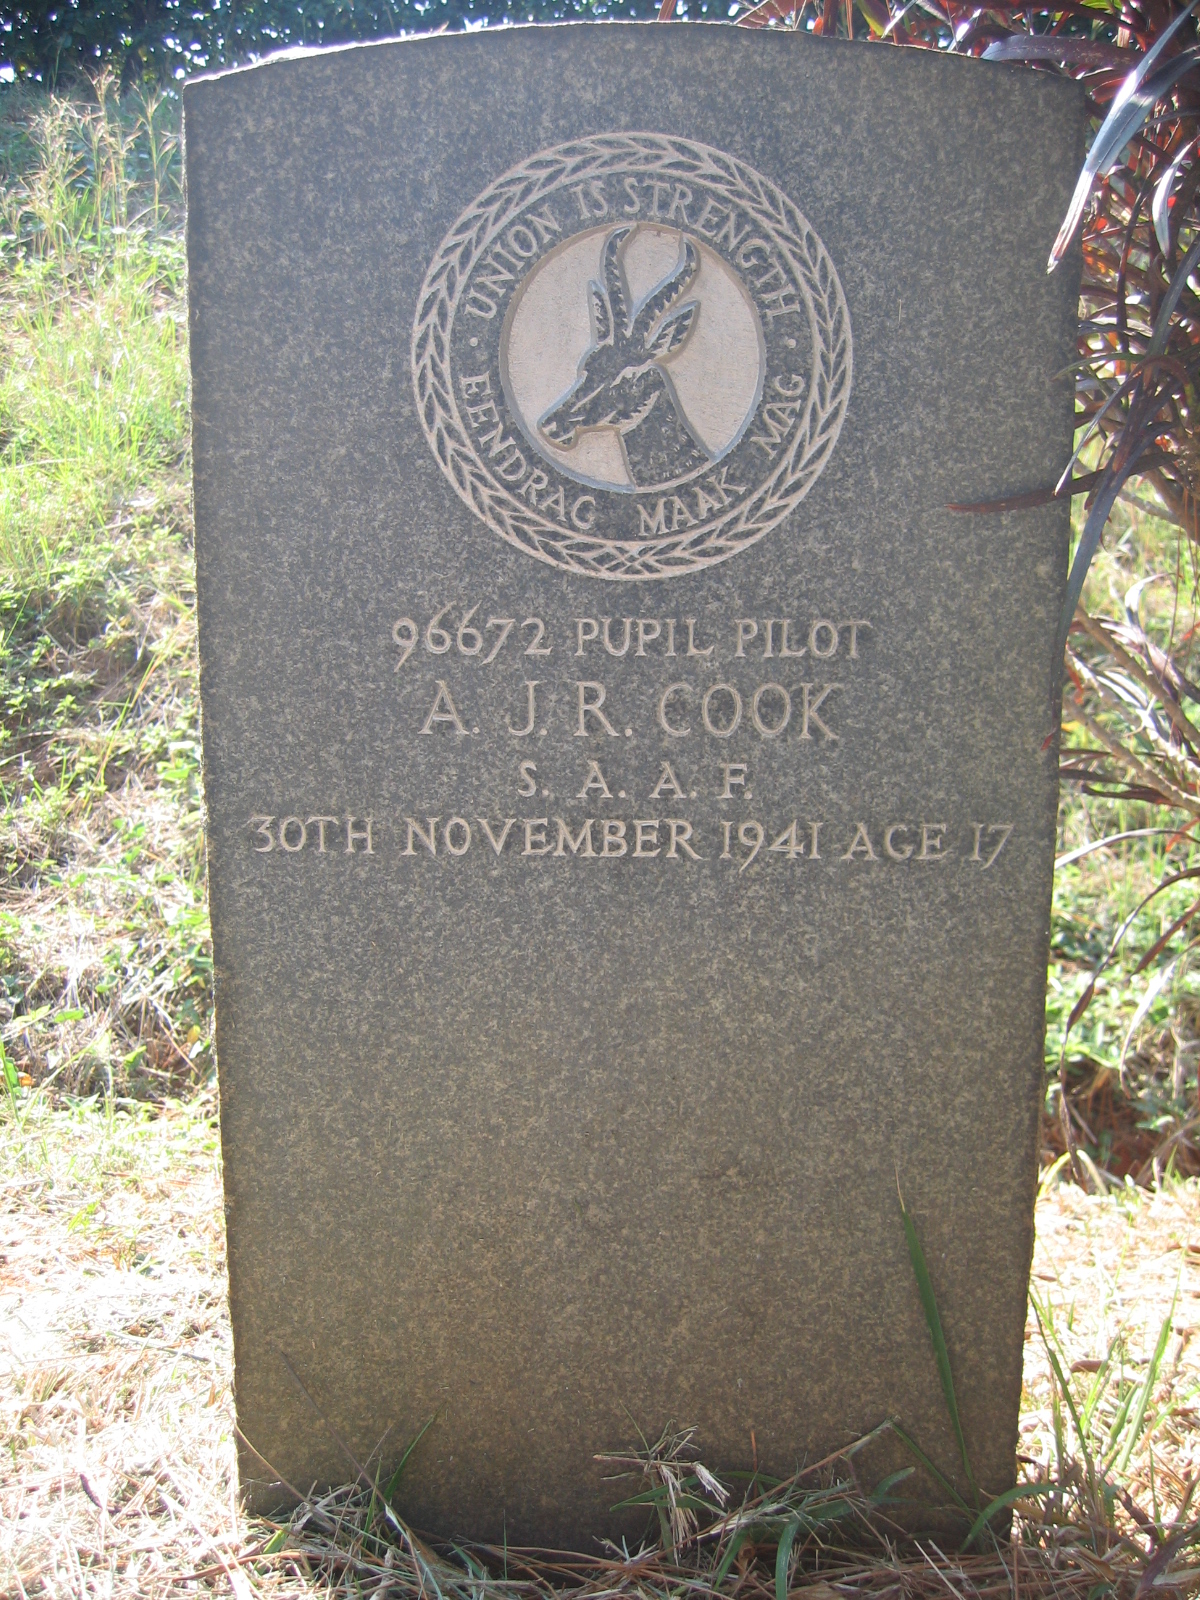 UNION IS STRENGTH
EENDRAG MAAK MAG
96672 PUPIL PILOT
A. J. R. COOK
S. A. A. F.
30TH NOVEMBER 1941 AGE 17